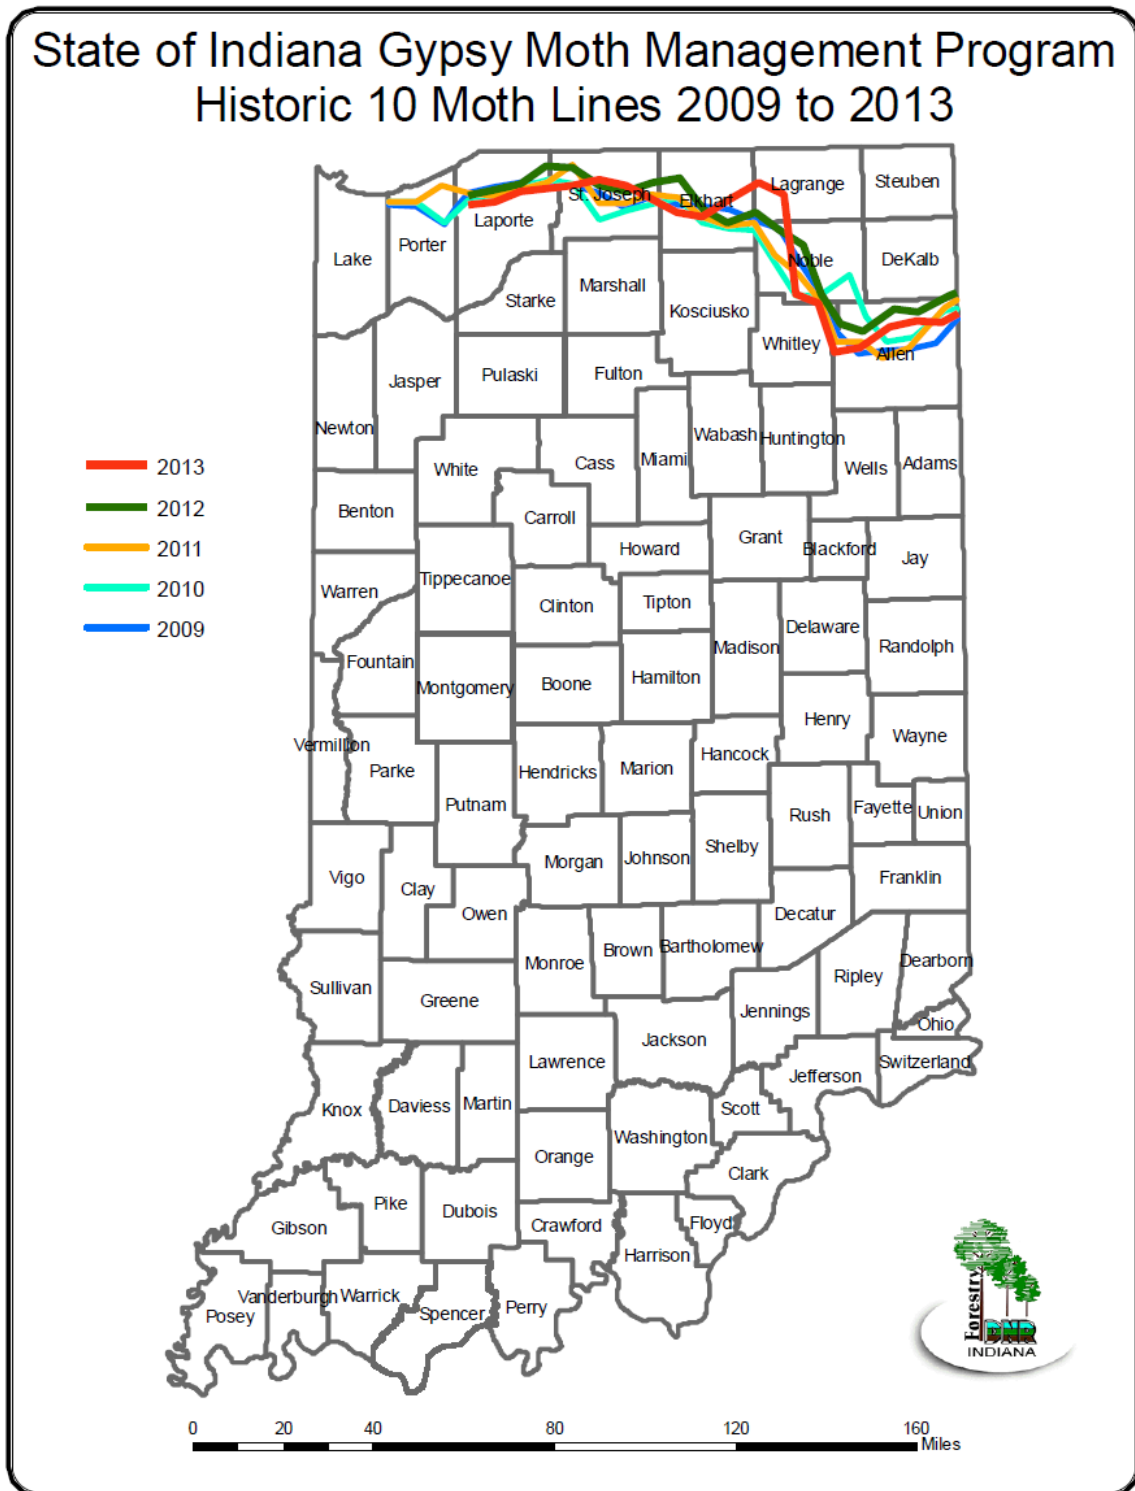 State of Indiana Gypsy Moth Management Program
Historic 10 Moth Lines 2009 to 2013
Lagrange
Steuben
St. Joseph
Elkhart
Laporte
Porter
Lake
Noble
DeKalb
Marshall
Starke
Kosciusko
Whitley
Allen
Jasper
Pulaski
Fulton
Newton
Wabash
Huntington
White
Cass
Miami
Wells
Adams
2013
2012
2011
2010
2009
Benton
Carroll
Grant
Howard
Blackford
Jay
Warren
Tippecanoe
Clinton
Tipton
Delaware
Randolph
Madison
Fountain
Montgomery
Boone
Hamilton
Henry
Wayne
Vermillion
Parke
Hendricks
Marion
Hancock
Putnam
Rush
Fayette
Union
Morgan
Johnson
Shelby
Vigo
Clay
Franklin
Owen
Decatur
Monroe
Brown
Bartholomew
Dearborn
Ripley
Sullivan
Greene
Jennings
Ohio
Jackson
Lawrence
Switzerland
Jefferson
Knox
Daviess
Martin
Scott
Washington
Orange
Clark
Pike
Dubois
Gibson
Crawford
Floyd
Harrison
Vanderburgh
Warrick
Posey
Spencer
Perry
Forestry
DNR
INDIANA
0 20 40 80 120 160
Miles